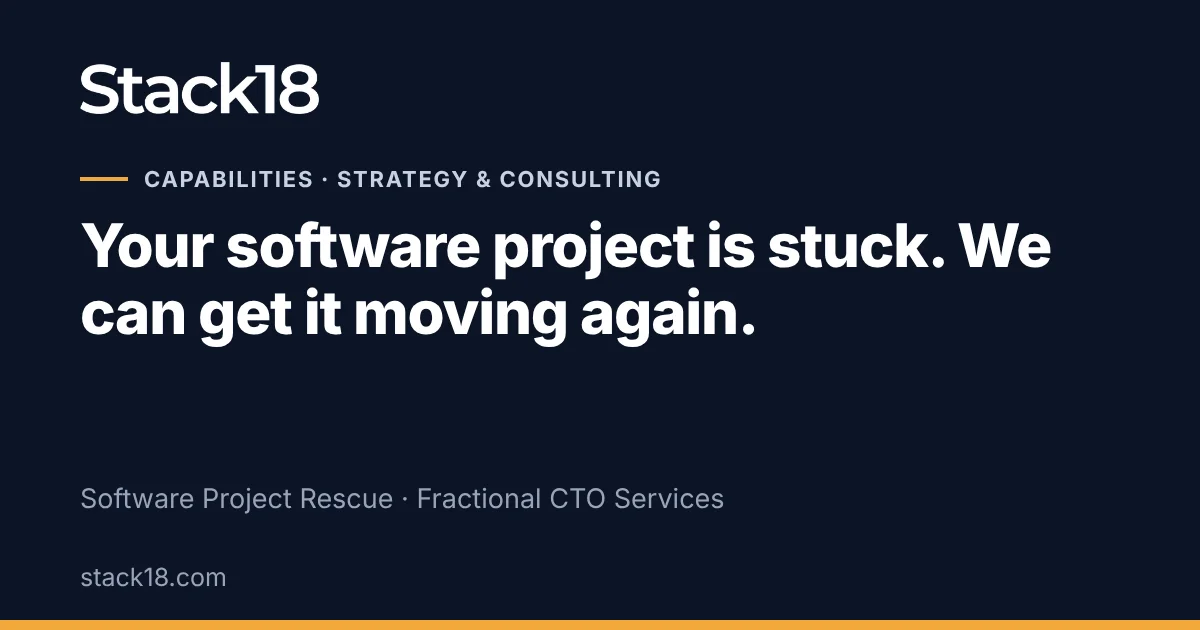 Stack18
CAPABILITIES · STRATEGY & CONSULTING
Your software project is stuck. We
can get it moving again.
Software Project Rescue · Fractional CTO Services
stack18.com